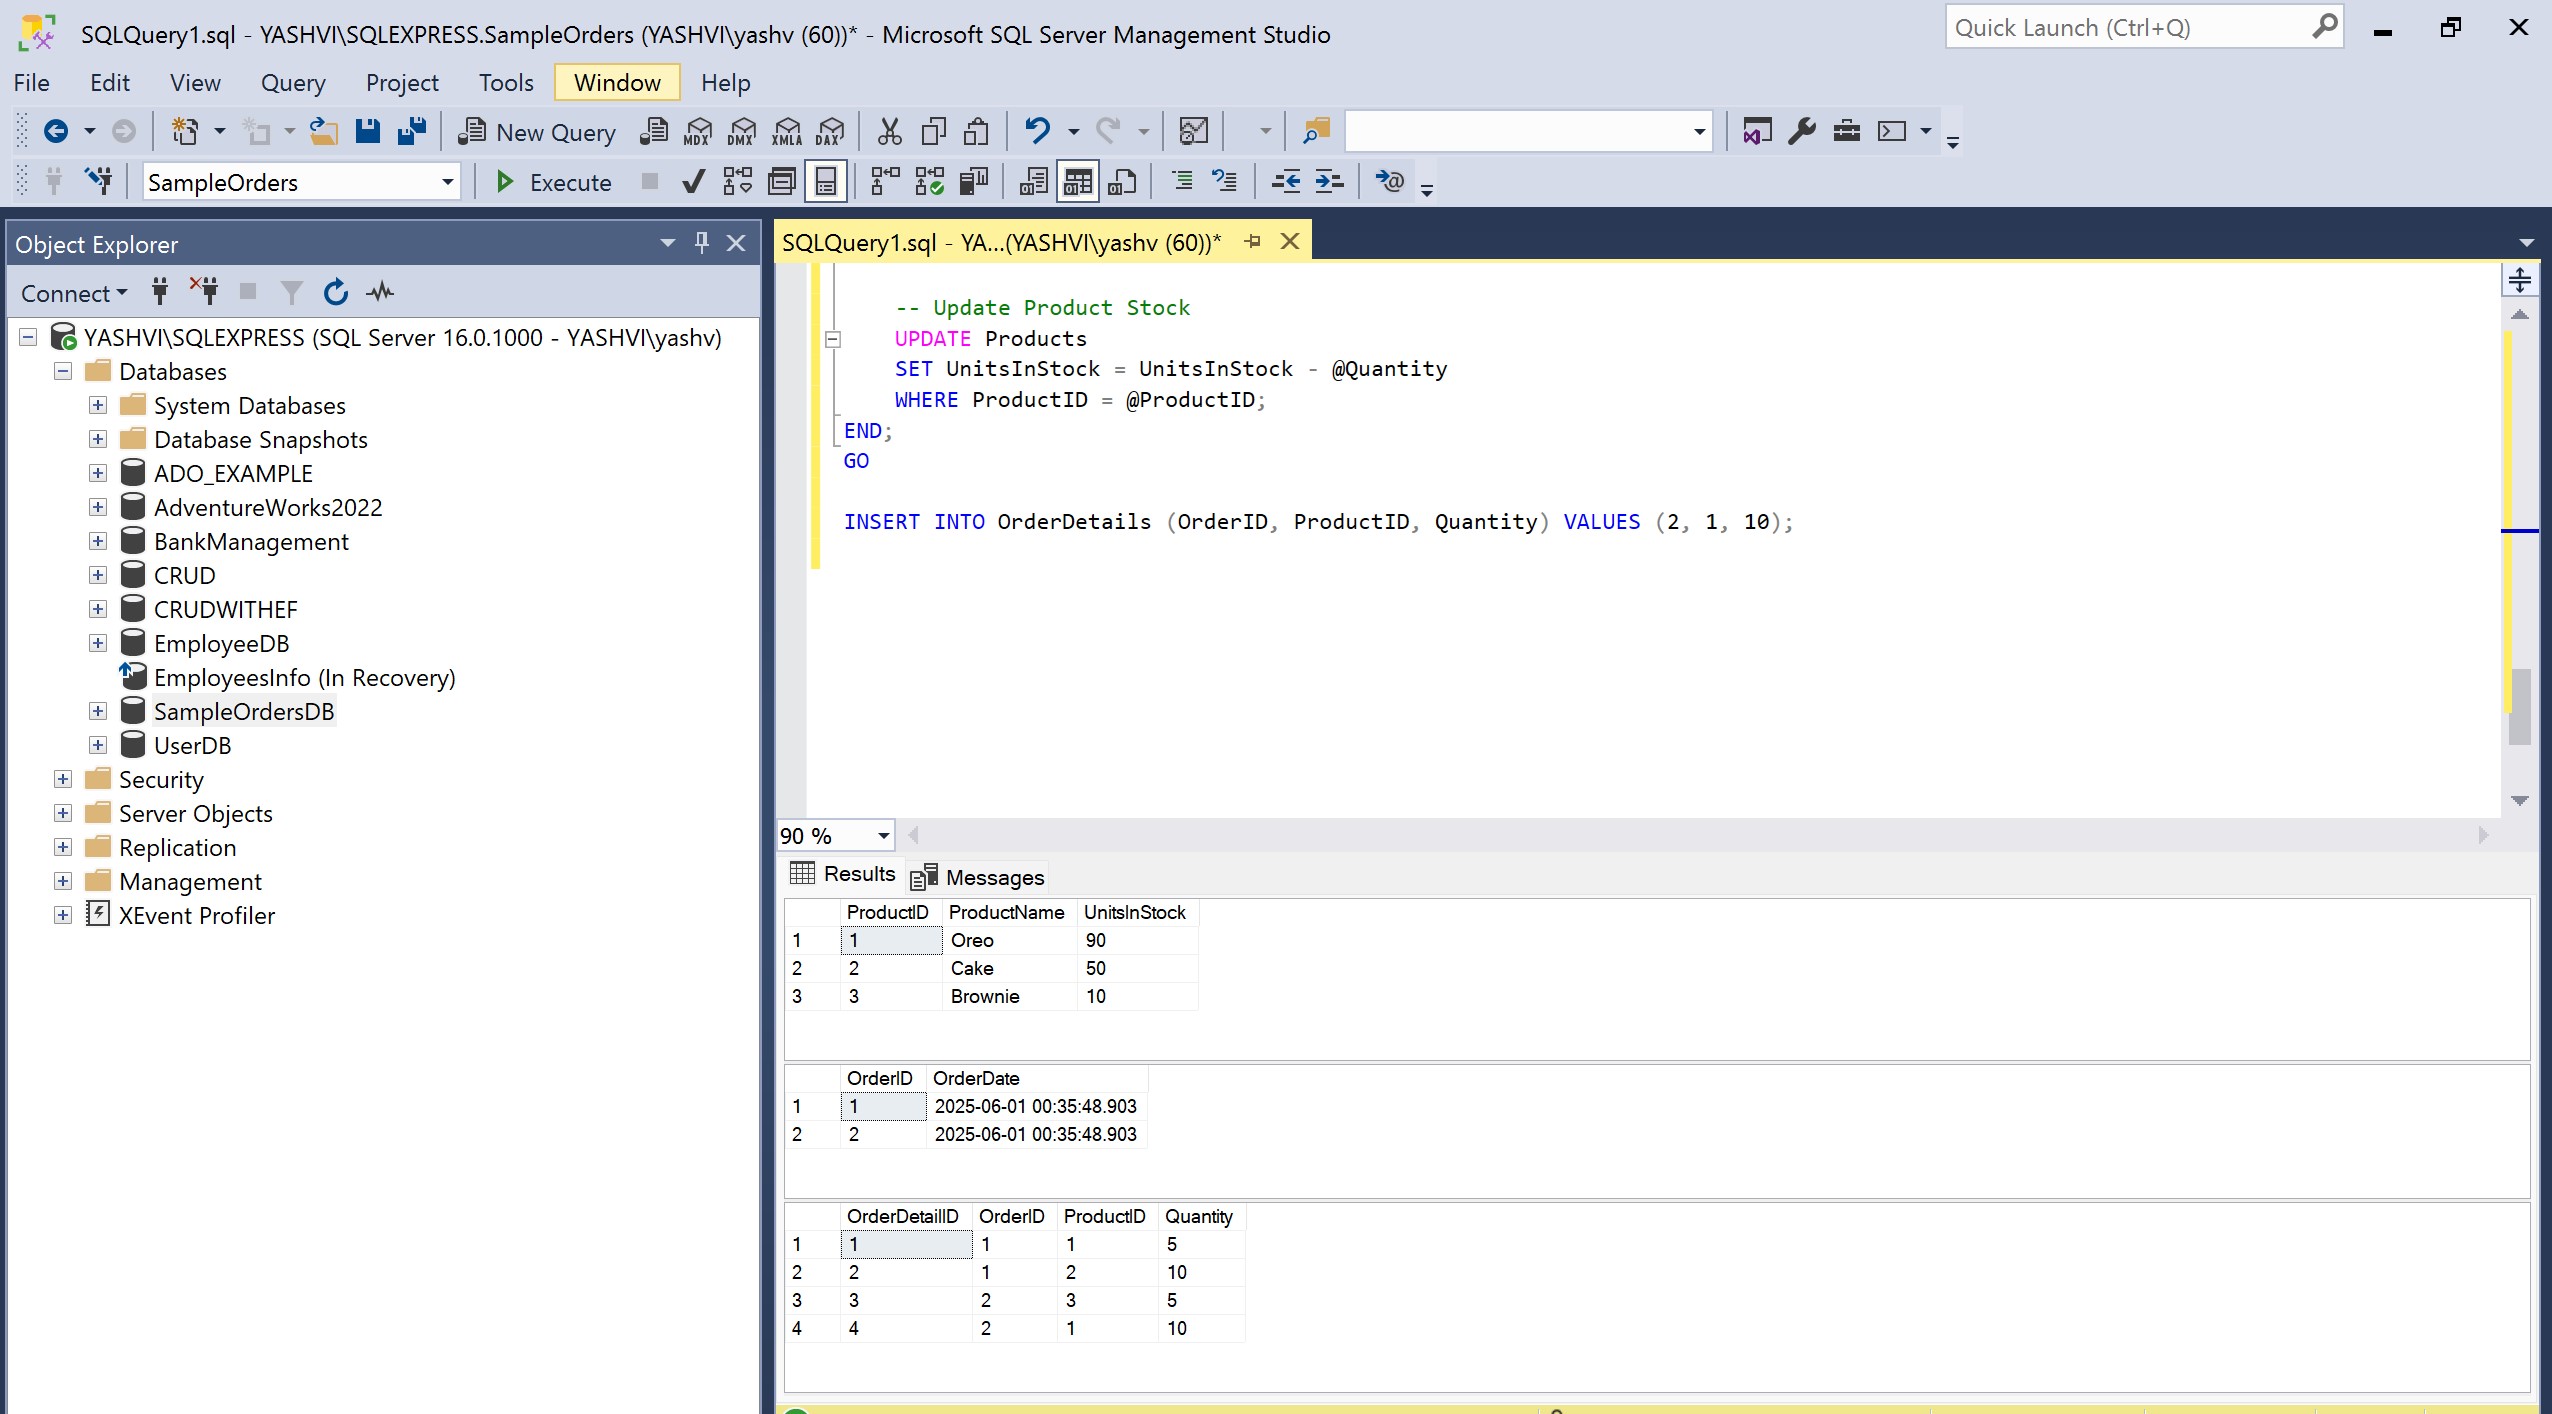 SQLQuery1.sql - YASHVI\SQLEXPRESS.SampleOrders (YASHVI\yashv (60))* - Microsoft SQL Server Management Studio
Quick Launch (Ctrl+Q)
File Edit View Query Project Tools Window Help
New Query MDX DMX XMLA DAX
SampleOrders Execute
Object Explorer
Connect
YASHVI\SQLEXPRESS (SQL Server 16.0.1000 - YASHVI\yashv)
Databases
System Databases
Database Snapshots
ADO_EXAMPLE
AdventureWorks2022
BankManagement
CRUD
CRUDWITHEF
EmployeeDB
EmployeesInfo (In Recovery)
SampleOrdersDB
UserDB
Security
Server Objects
Replication
Management
XEvent Profiler
SQLQuery1.sql - YA...(YASHVI\yashv (60))*
-- Update Product Stock
UPDATE Products
SET UnitsInStock = UnitsInStock - @Quantity
WHERE ProductID = @ProductID;
END;
GO
INSERT INTO OrderDetails (OrderID, ProductID, Quantity) VALUES (2, 1, 10);
90 %
Results Messages
ProductID ProductName UnitsInStock
1 1 Oreo 90
2 2 Cake 50
3 3 Brownie 10
OrderID OrderDate
1 1 2025-06-01 00:35:48.903
2 2 2025-06-01 00:35:48.903
OrderDetailID OrderID ProductID Quantity
1 1 1 1 5
2 2 1 2 10
3 3 2 3 5
4 4 2 1 10